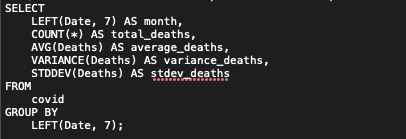 SELECT
    LEFT(Date, 7) AS month,
    COUNT(*) AS total_deaths,
    AVG(Deaths) AS average_deaths,
    VARIANCE(Deaths) AS variance_deaths,
    STDDEV(Deaths) AS stdev_deaths
FROM
    covid
GROUP BY
    LEFT(Date, 7);